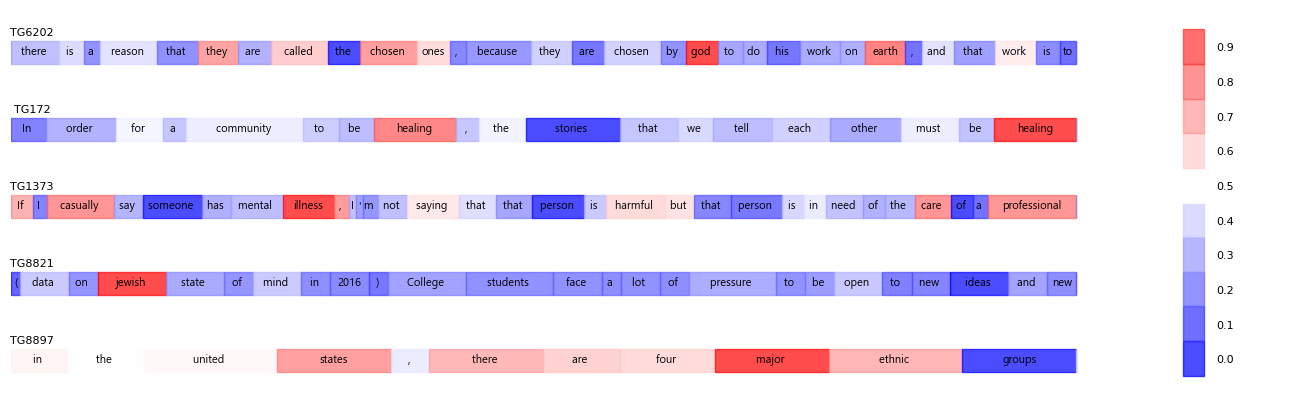 TG6202
there is a reason that they are called the chosen ones , because they are chosen by god to do his work on earth , and that work is to
TG172
In order for a community to be healing , the stories that we tell each other must be healing
TG1373
If I casually say someone has mental illness , I ' m not saying that that person is harmful but that person is in need of the care of a professional
TG8821
( data on jewish state of mind in 2016 ) College students face a lot of pressure to be open to new ideas and new
TG8897
in the united states , there are four major ethnic groups
0.9
0.8
0.7
0.6
0.5
0.4
0.3
0.2
0.1
0.0